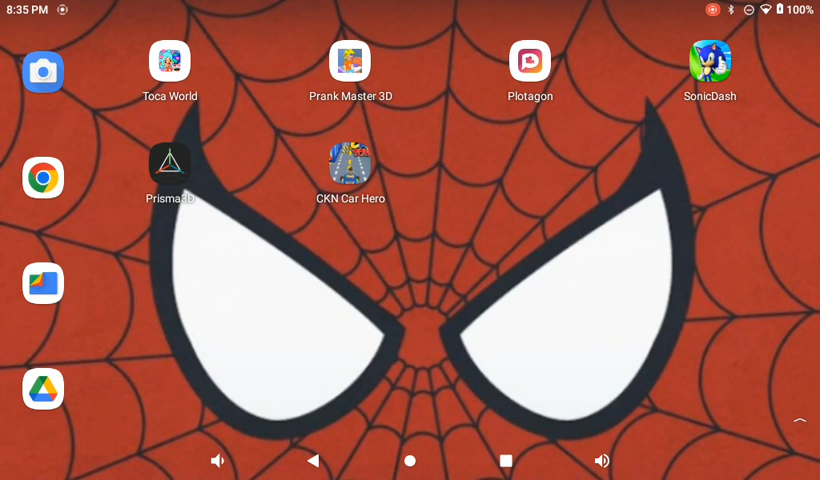 8:35 PM
100%
Toca World
Prank Master 3D
Plotagon
SonicDash
Prisma3D
CKN Car Hero